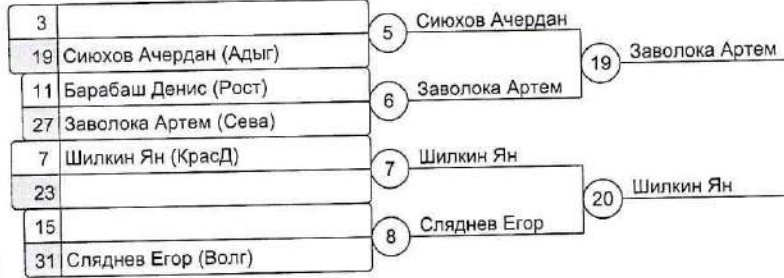 3
19 Сиюхов Ачердан (Адыг)
11 Барабаш Денис (Рост)
27 Заволока Артем (Сева)
7 Шилкин Ян (КрасД)
23
15
31 Сляднев Егор (Волг)
5 Сиюхов Ачердан
6 Заволока Артем
7 Шилкин Ян
8 Сляднев Егор
19 Заволока Артем
20 Шилкин Ян